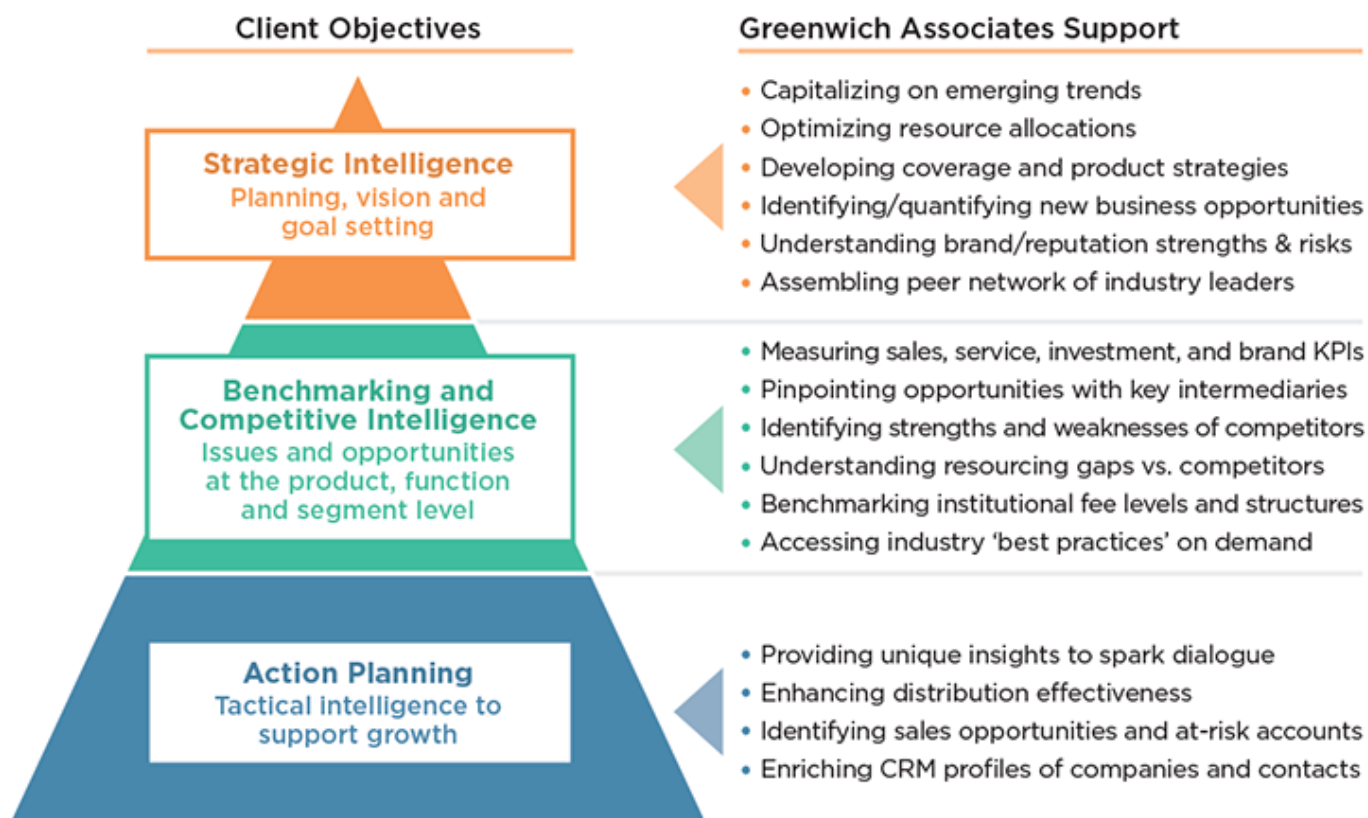 Client Objectives
Greenwich Associates Support
Strategic Intelligence
Planning, vision and
goal setting
• Capitalizing on emerging trends
• Optimizing resource allocations
• Developing coverage and product strategies
• Identifying/quantifying new business opportunities
• Understanding brand/reputation strengths & risks
• Assembling peer network of industry leaders
Benchmarking and
Competitive Intelligence
Issues and opportunities
at the product, function
and segment level
• Measuring sales, service, investment, and brand KPIs
• Pinpointing opportunities with key intermediaries
• Identifying strengths and weaknesses of competitors
• Understanding resourcing gaps vs. competitors
• Benchmarking institutional fee levels and structures
• Accessing industry ‘best practices’ on demand
Action Planning
Tactical intelligence to
support growth
• Providing unique insights to spark dialogue
• Enhancing distribution effectiveness
• Identifying sales opportunities and at-risk accounts
• Enriching CRM profiles of companies and contacts